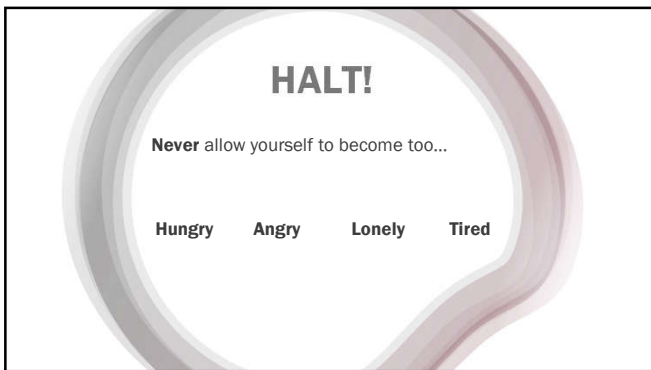 HALT!
Never allow yourself to become too...
Hungry Angry Lonely Tired